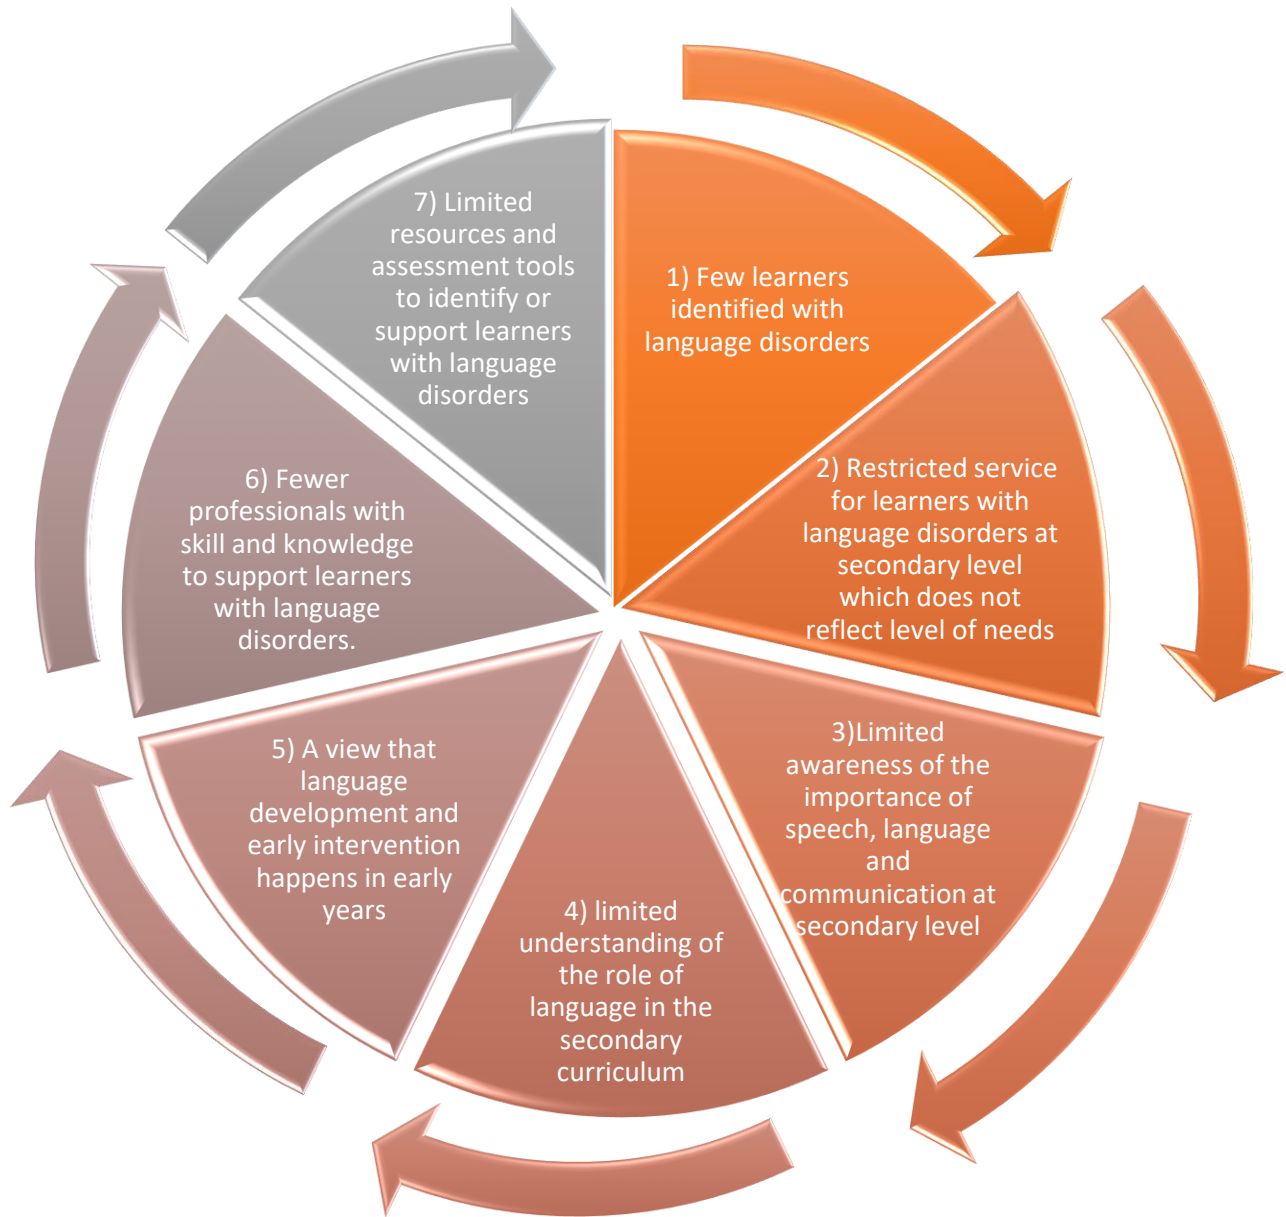 1) Few learners
identified with
language disorders
2) Restricted service
for learners with
language disorders at
secondary level
which does not
reflect level of needs
3)Limited
awareness of the
importance of
speech, language
and
communication at
secondary level
4) limited
understanding of
the role of
language in the
secondary
curriculum
5) A view that
language
development and
early intervention
happens in early
years
6) Fewer
professionals with
skill and knowledge
to support learners
with language
disorders.
7) Limited
resources and
assessment tools
to identify or
support learners
with language
disorders